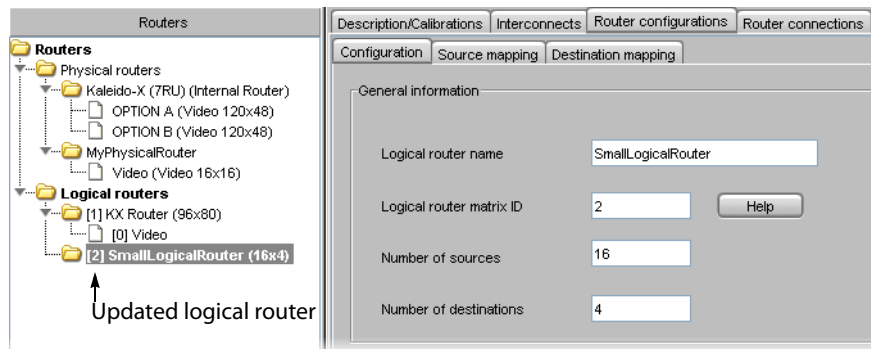 Routers
Routers
Physical routers
Kaleido-X (7RU) (Internal Router)
OPTION A (Video 120x48)
OPTION B (Video 120x48)
MyPhysicalRouter
Video (Video 16x16)
Logical routers
[1] KX Router (96x80)
[0] Video
[2] SmallLogicalRouter (16x4)
Updated logical router
Description/Calibrations Interconnects Router configurations Router connections
Configuration Source mapping Destination mapping
General information
Logical router name SmallLogicalRouter
Logical router matrix ID 2 Help
Number of sources 16
Number of destinations 4